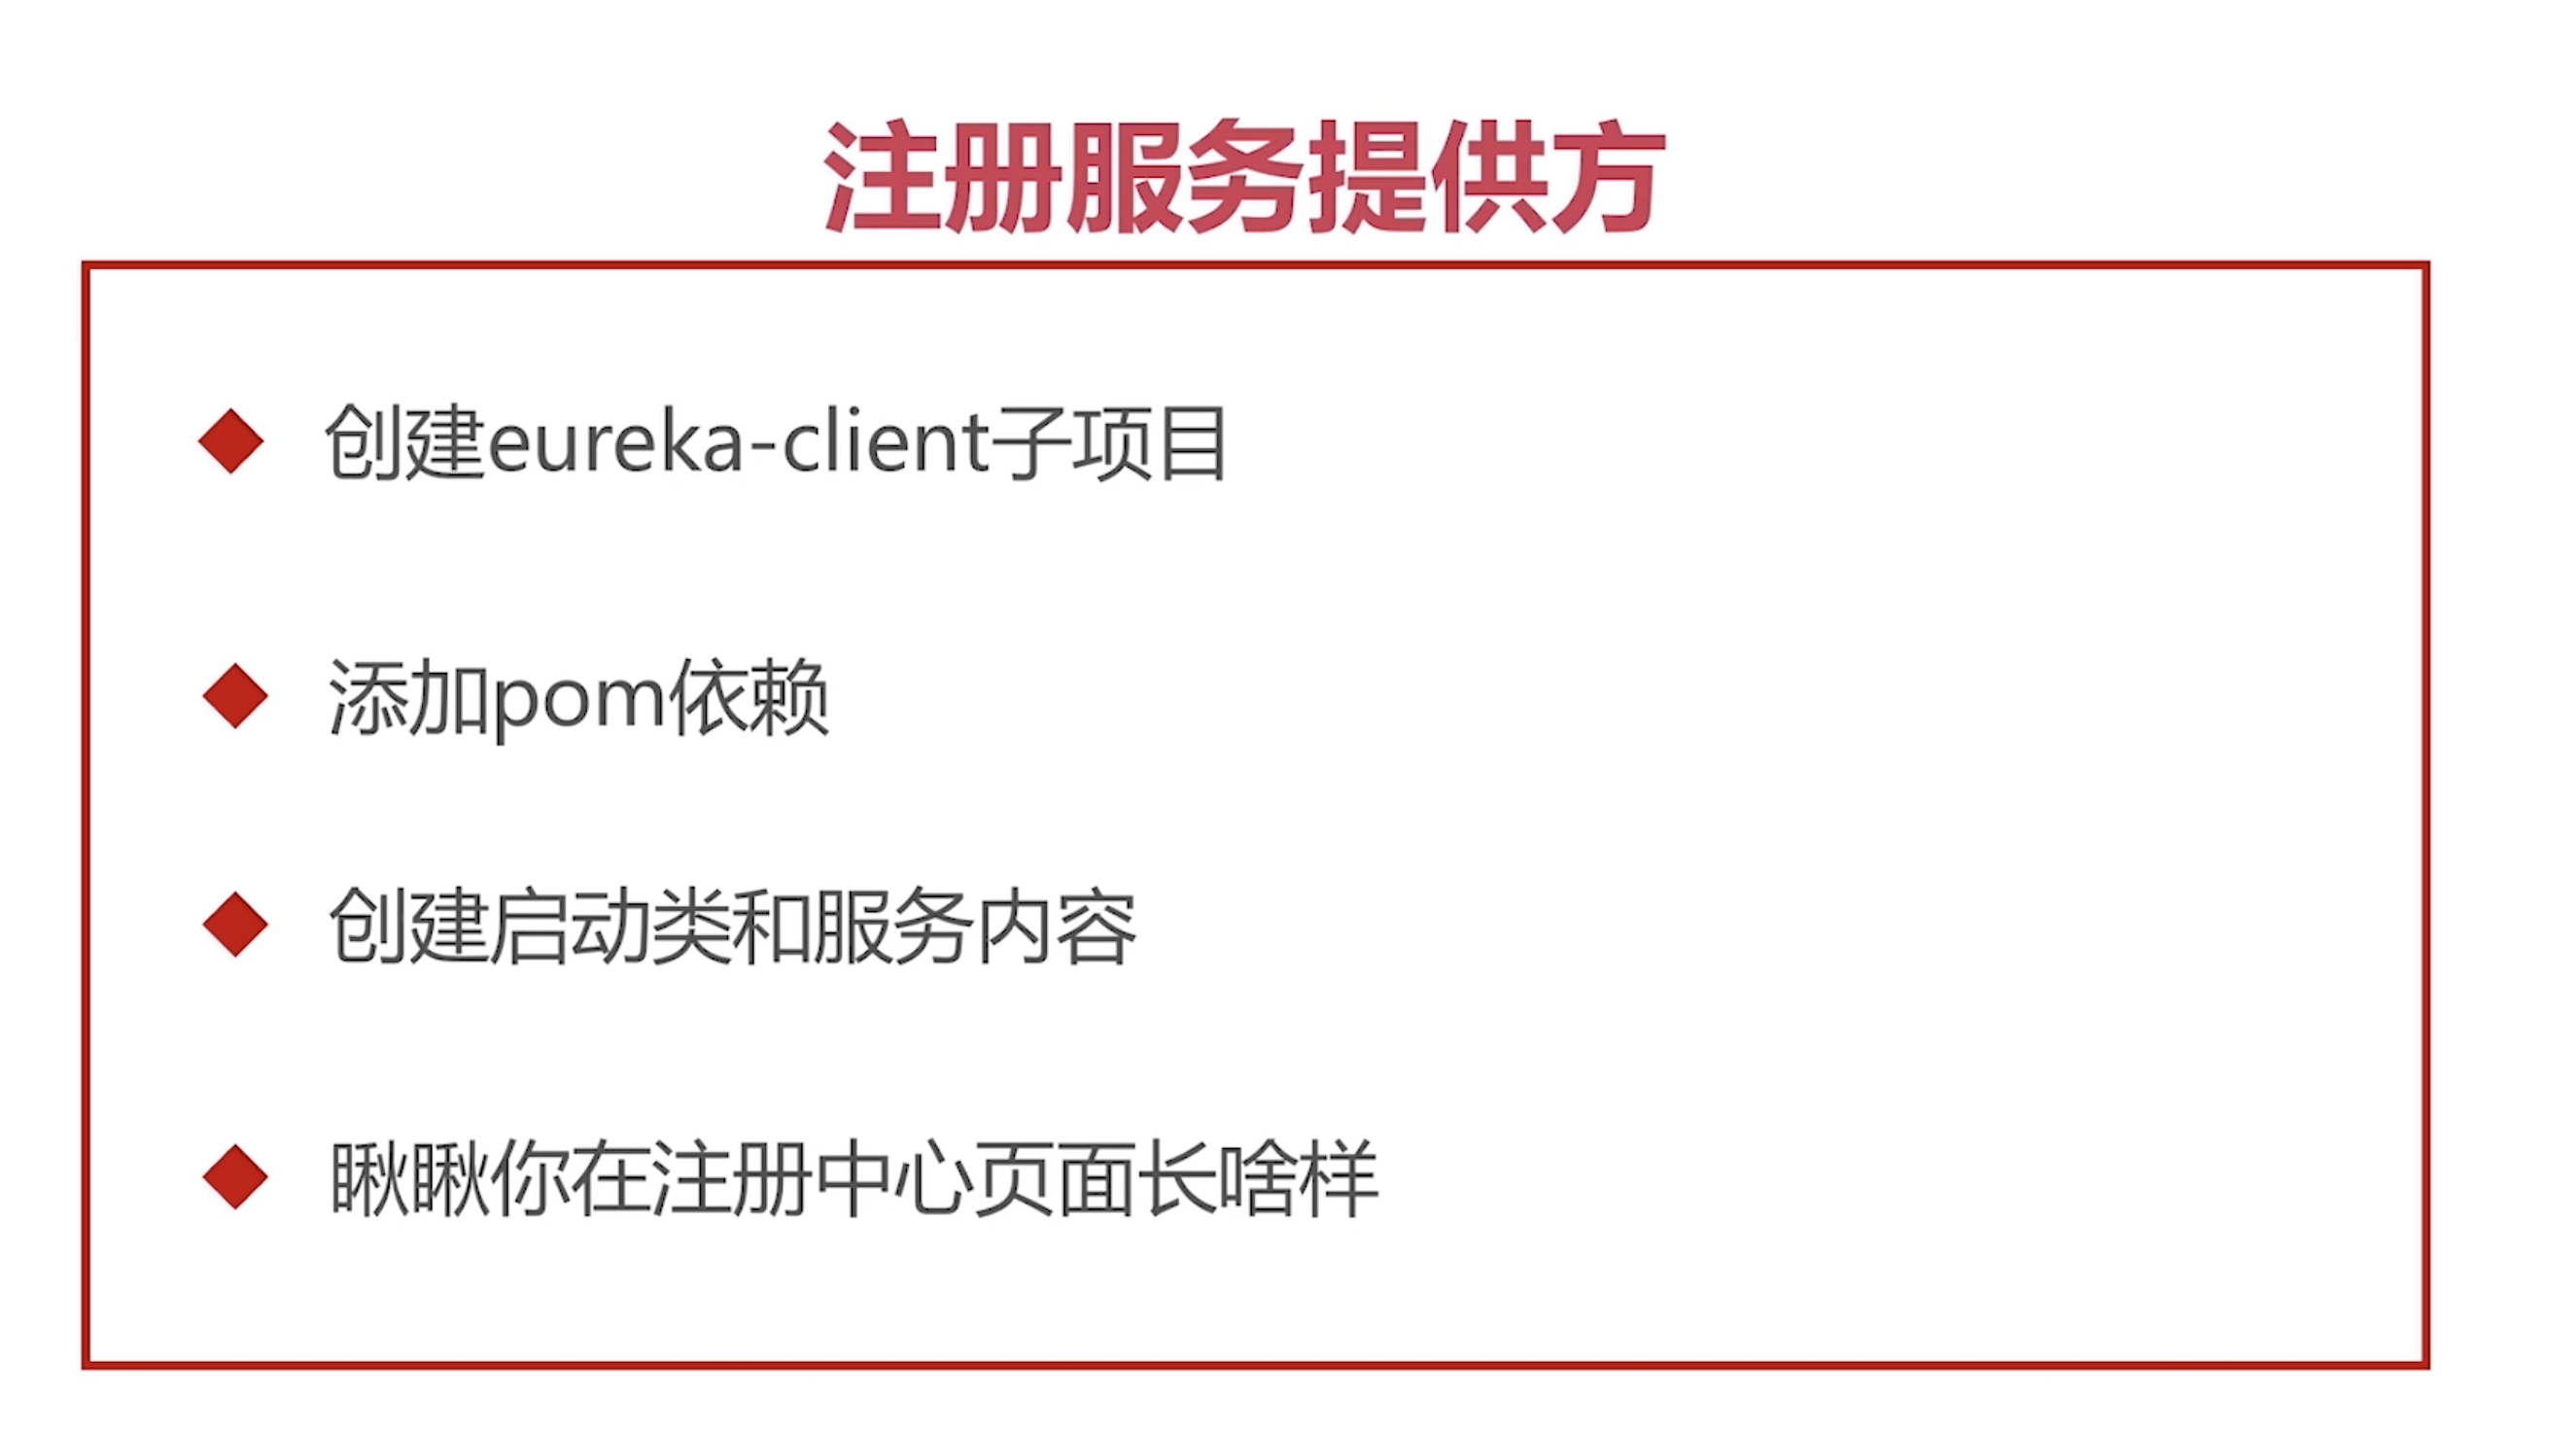 注册服务提供方
创建eureka-client子项目
添加pom依赖
创建启动类和服务内容
瞅瞅你在注册中心页面长啥样